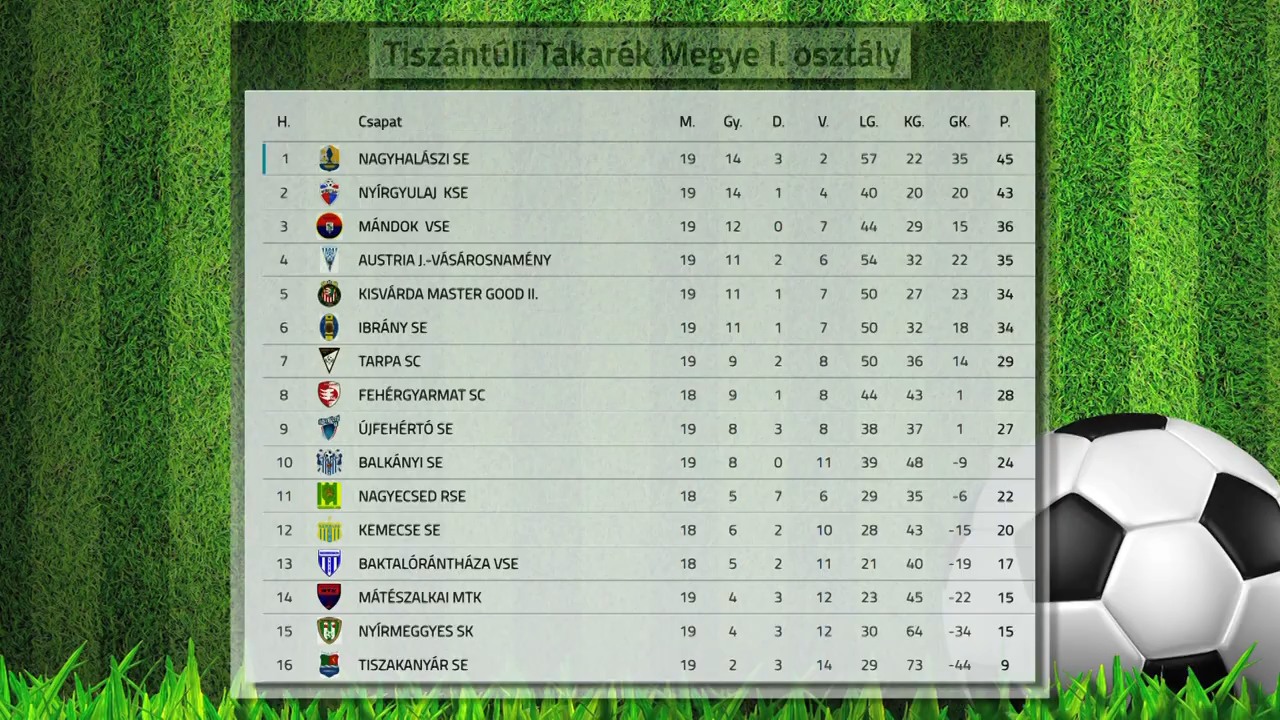 Tiszántúli Takarék Megye I. osztály
H. Csapat M. Gy. D. V. LG. KG. GK. P.
1 NAGYHALÁSZI SE 19 14 3 2 57 22 35 45
2 NYÍRGYULAJ KSE 19 14 1 4 40 20 20 43
3 MÁNDOK VSE 19 12 0 7 44 29 15 36
4 AUSTRIA J.-VÁSÁROSNAMÉNY 19 11 2 6 54 32 22 35
5 KISVÁRDA MASTER GOOD II. 19 11 1 7 50 27 23 34
6 IBRÁNY SE 19 11 1 7 50 32 18 34
7 TARPA SC 19 9 2 8 50 36 14 29
8 FEHÉRGYARMAT SC 18 9 1 8 44 43 1 28
9 ÚJFEHÉRTÓ SE 19 8 3 8 38 37 1 27
10 BALKÁNYI SE 19 8 0 11 39 48 -9 24
11 NAGYECSED RSE 18 5 7 6 29 35 -6 22
12 KEMECSE SE 18 6 2 10 28 43 -15 20
13 BAKTALÓRÁNTHÁZA VSE 18 5 2 11 21 40 -19 17
14 MÁTÉSZALKAI MTK 19 4 3 12 23 45 -22 15
15 NYÍRMEGGYES SK 19 4 3 12 30 64 -34 15
16 TISZAKANYÁR SE 19 2 3 14 29 73 -44 9